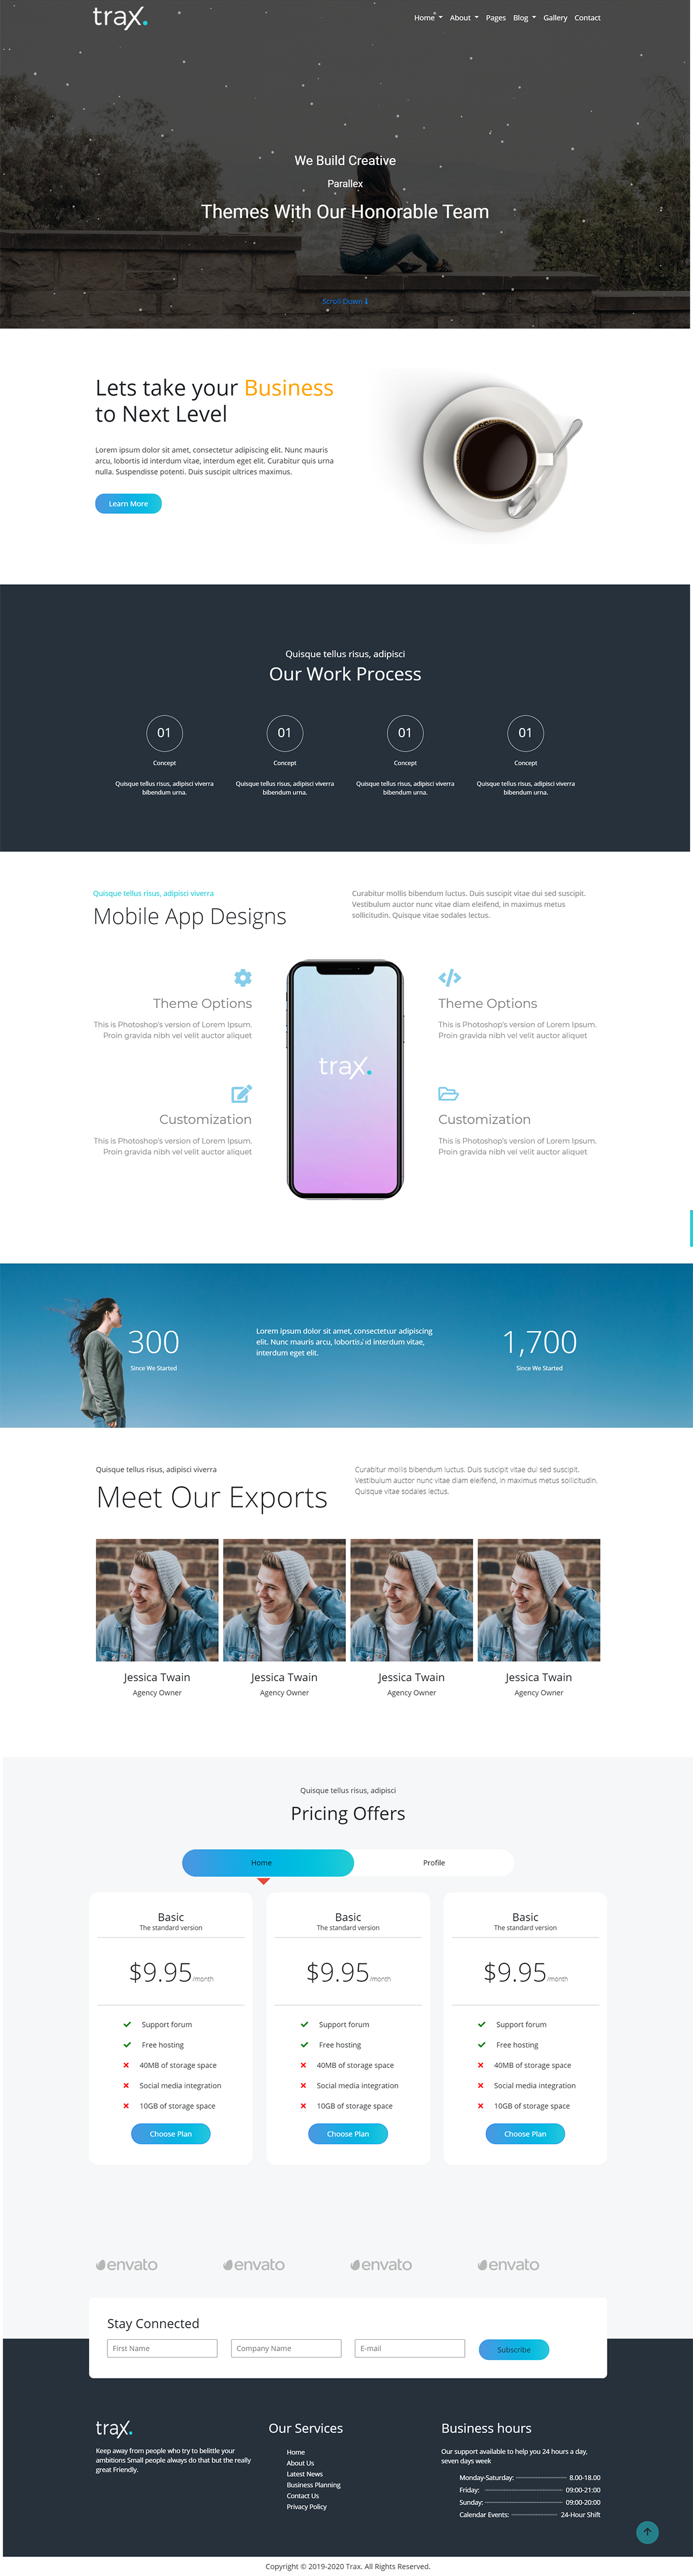 trax.
Home About Pages Blog Gallery Contact
We Build Creative
Parallex
Themes With Our Honorable Team
Scroll Down
Lets take your Business
to Next Level
Lorem ipsum dolor sit amet, consectetur adipiscing elit. Nunc mauris
arcu, lobortis id interdum vitae, interdum eget elit. Curabitur quis urna
nulla. Suspendisse potenti. Duis suscipit ultrices maximus.
Learn More
Quisque tellus risus, adipisci
Our Work Process
01
Concept
Quisque tellus risus, adipisci viverra
bibendum urna.
01
Concept
Quisque tellus risus, adipisci viverra
bibendum urna.
01
Concept
Quisque tellus risus, adipisci viverra
bibendum urna.
01
Concept
Quisque tellus risus, adipisci viverra
bibendum urna.
Quisque tellus risus, adipisci viverra
Mobile App Designs
Curabitur mollis bibendum luctus. Duis suscipit vitae dui sed suscipit.
Vestibulum auctor nunc vitae diam eleifend, in maximus metus
sollicitudin. Quisque vitae sodales lectus.
Theme Options
This is Photoshop's version of Lorem Ipsum.
Proin gravida nibh vel velit auctor aliquet
Customization
This is Photoshop's version of Lorem Ipsum.
Proin gravida nibh vel velit auctor aliquet
trax.
Theme Options
This is Photoshop's version of Lorem Ipsum.
Proin gravida nibh vel velit auctor aliquet
Customization
This is Photoshop's version of Lorem Ipsum.
Proin gravida nibh vel velit auctor aliquet
300
Since We Started
Lorem ipsum dolor sit amet, consectetur adipiscing
elit. Nunc mauris arcu, lobortis id interdum vitae,
interdum eget elit.
1,700
Since We Started
Quisque tellus risus, adipisci viverra
Meet Our Exports
Curabitur mollis bibendum luctus. Duis suscipit vitae dui sed suscipit.
Vestibulum auctor nunc vitae diam eleifend, in maximus metus sollicitudin.
Quisque vitae sodales lectus.
Jessica Twain
Agency Owner
Jessica Twain
Agency Owner
Jessica Twain
Agency Owner
Jessica Twain
Agency Owner
Quisque tellus risus, adipisci
Pricing Offers
Home
Profile
Basic
The standard version
$9.95/month
Support forum
Free hosting
40MB of storage space
Social media integration
10GB of storage space
Choose Plan
Basic
The standard version
$9.95/month
Support forum
Free hosting
40MB of storage space
Social media integration
10GB of storage space
Choose Plan
Basic
The standard version
$9.95/month
Support forum
Free hosting
40MB of storage space
Social media integration
10GB of storage space
Choose Plan
envato
envato
envato
envato
Stay Connected
First Name
Company Name
E-mail
Subscribe
trax.
Keep away from people who try to belittle your
ambitions Small people always do that but the really
great Friendly.
Our Services
Home
About Us
Latest News
Business Planning
Contact Us
Privacy Policy
Business hours
Our support available to help you 24 hours a day,
seven days week
Monday-Saturday: 8.00-18.00
Friday: 09:00-21:00
Sunday: 09:00-20:00
Calendar Events: 24-Hour Shift
Copyright © 2019-2020 Trax. All Rights Reserved.